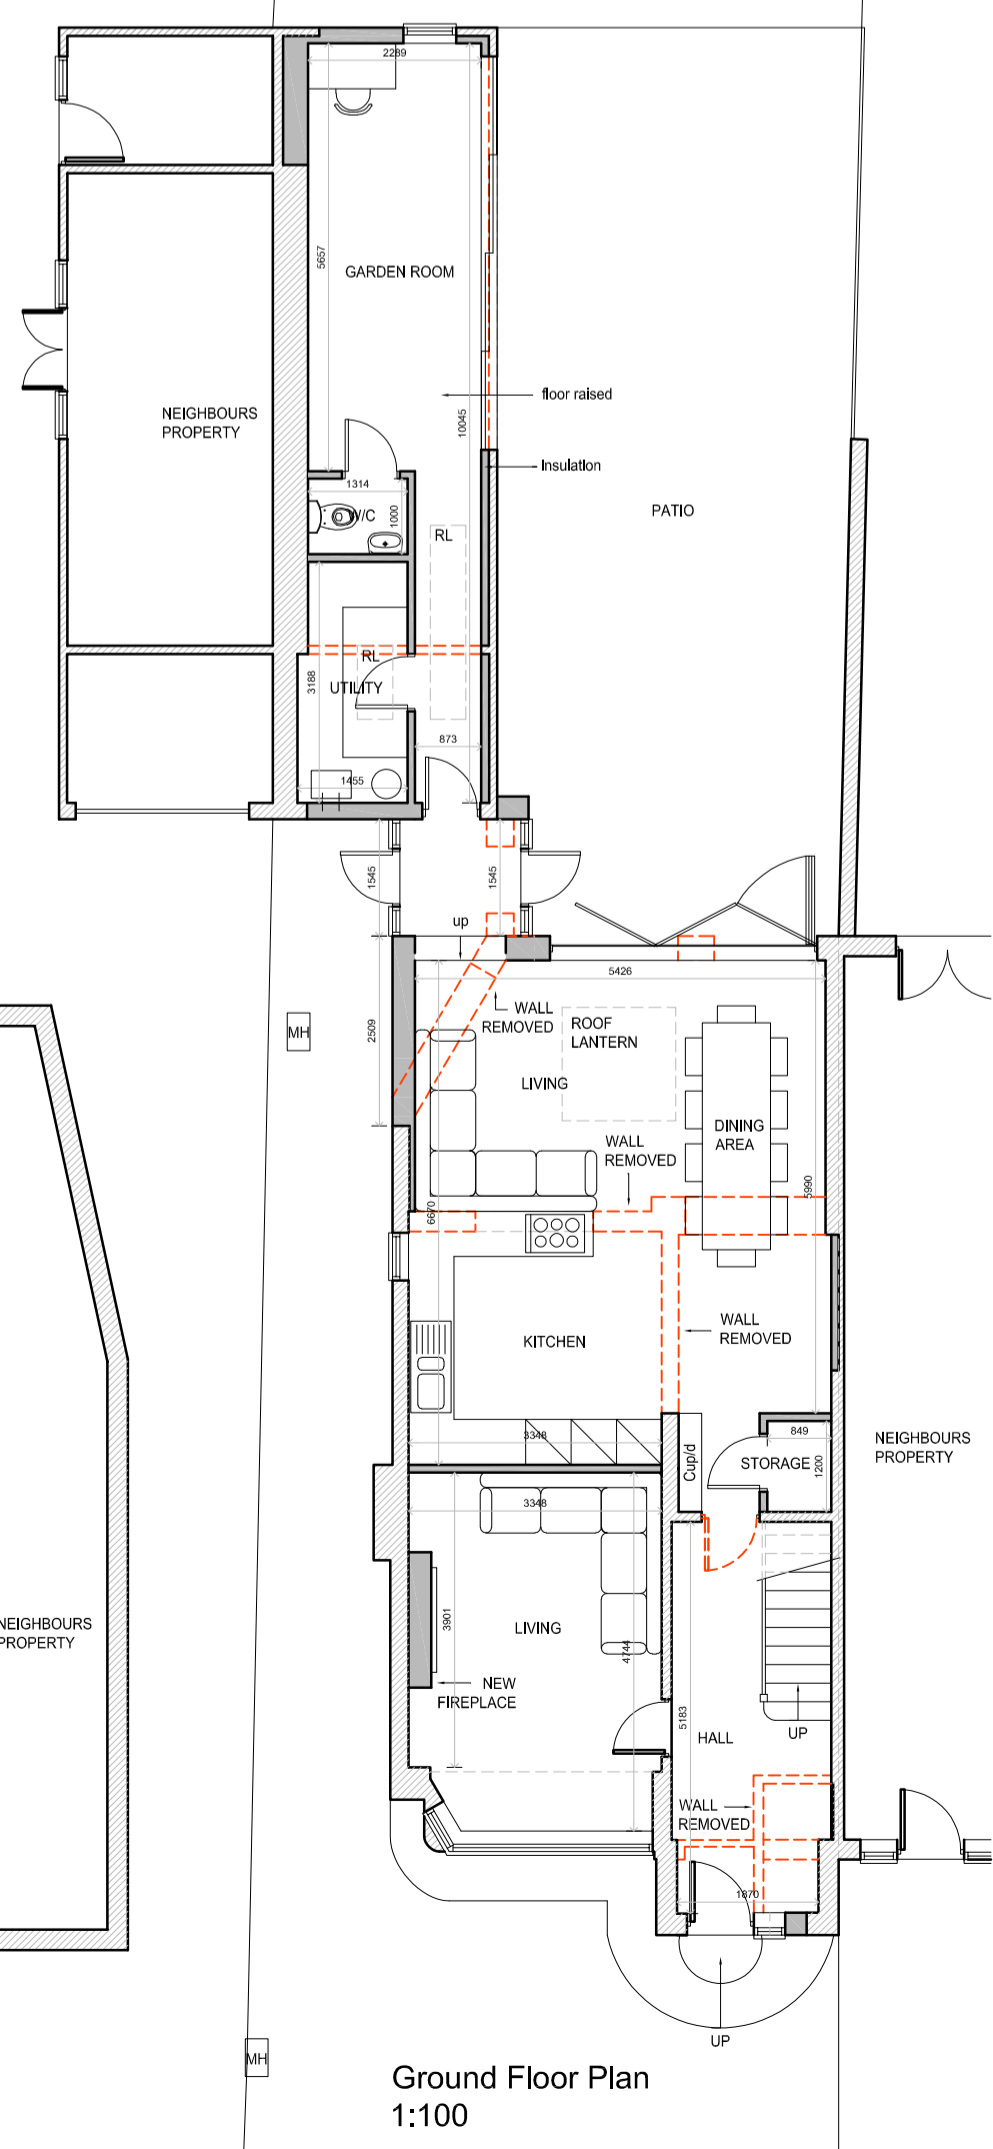 2289
5657
GARDEN ROOM
floor raised
NEIGHBOURS
PROPERTY
10045
Insulation
1314
W/C
1000
PATIO
RL
RL
3188
UTILITY
873
1455
1545
1545
up
5426
WALL
REMOVED
ROOF
LANTERN
MH
2509
LIVING
DINING
AREA
WALL
REMOVED
5990
6670
WALL
REMOVED
KITCHEN
849
3348
Cup/d
STORAGE
1200
NEIGHBOURS
PROPERTY
3348
3901
LIVING
4744
NEIGHBOURS
PROPERTY
NEW
FIREPLACE
5183
HALL
UP
WALL
REMOVED
1870
UP
MH
Ground Floor Plan
1:100